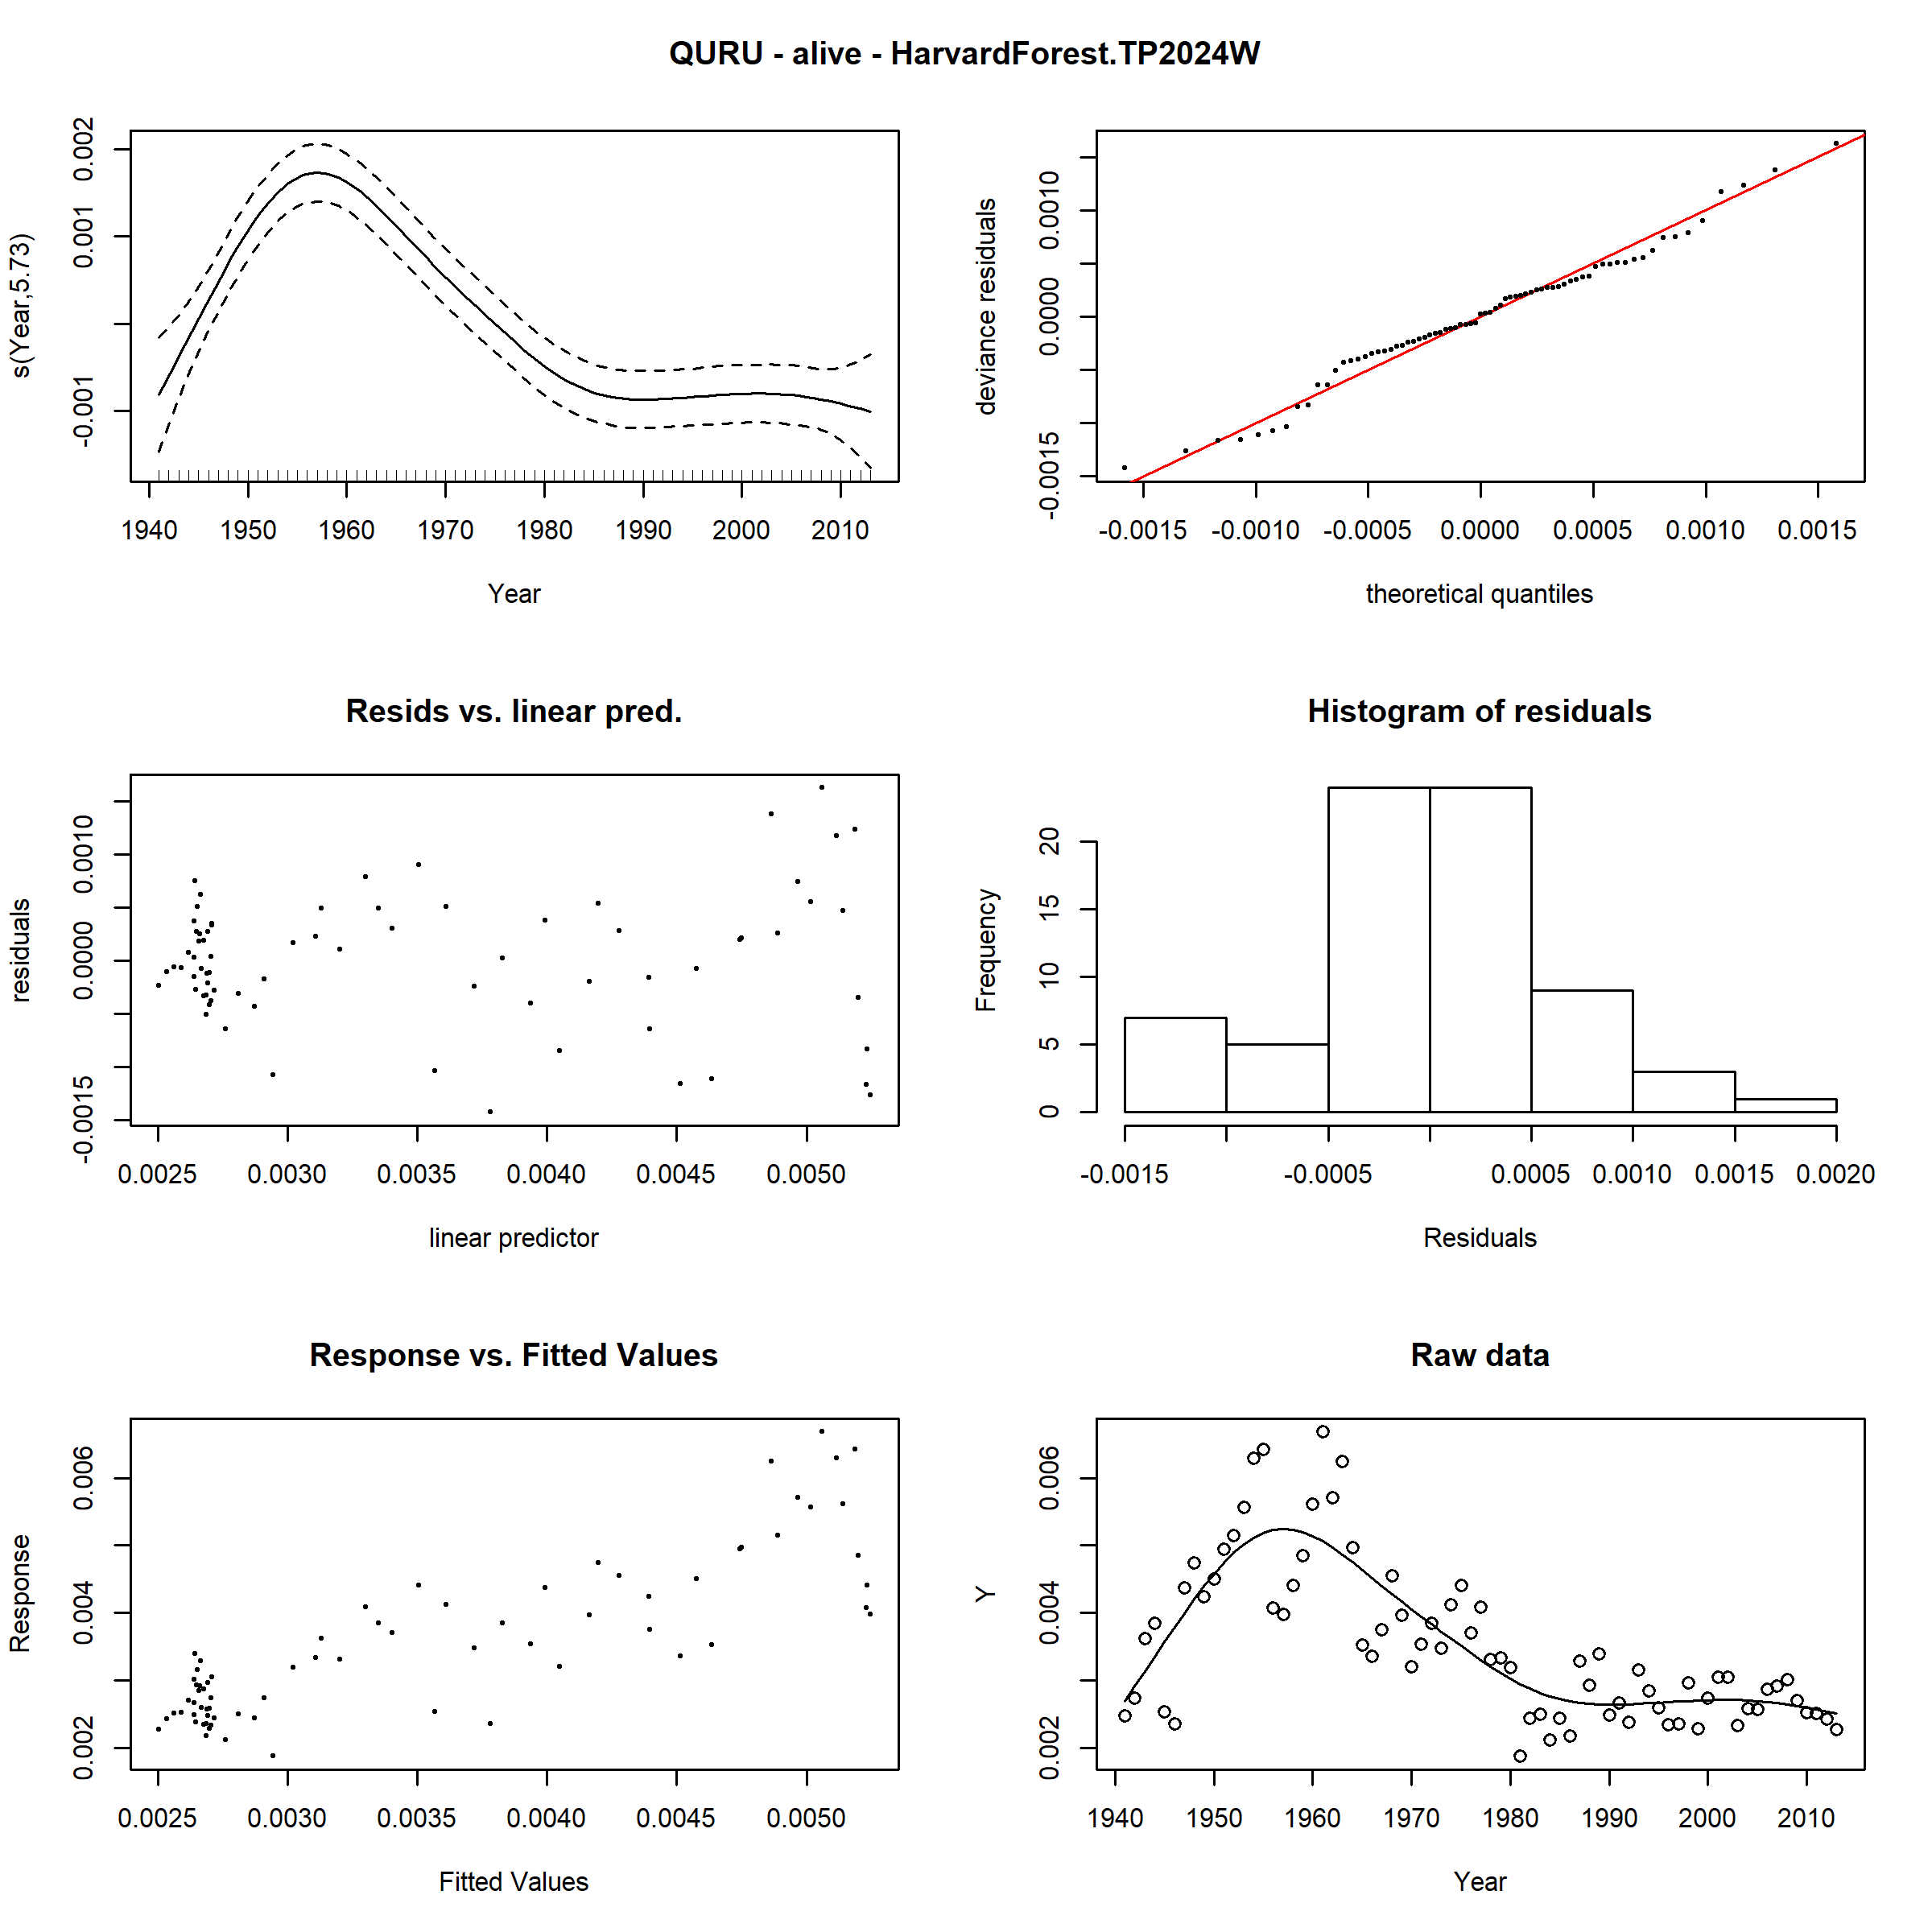 QURU - alive - HarvardForest.TP2024W
s(Year,5.73)
-0.001 0.001 0.002
1940 1950 1960 1970 1980 1990 2000 2010
Year
deviance residuals
-0.0015 0.0000 0.0010
-0.0015 -0.0010 -0.0005 0.0000 0.0005 0.0010 0.0015
theoretical quantiles
Resids vs. linear pred.
residuals
-0.0015 0.0000 0.0010
0.0025 0.0030 0.0035 0.0040 0.0045 0.0050
linear predictor
Histogram of residuals
Frequency
0 5 10 15 20
-0.0015 -0.0005 0.0005 0.0010 0.0015 0.0020
Residuals
Response vs. Fitted Values
Response
0.002 0.004 0.006
0.0025 0.0030 0.0035 0.0040 0.0045 0.0050
Fitted Values
Raw data
Y
0.002 0.004 0.006
1940 1950 1960 1970 1980 1990 2000 2010
Year